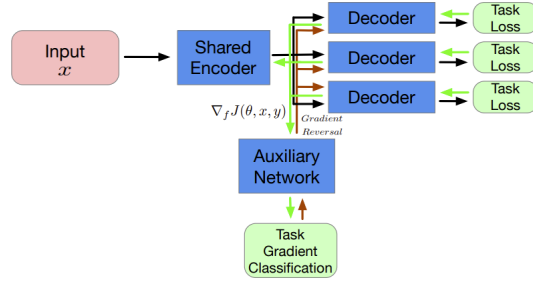 Input
x
Shared
Encoder
Decoder
Task
Loss
Decoder
Task
Loss
Decoder
Task
Loss
∇_f J(θ, x, y)
Gradient
Reversal
Auxiliary
Network
Task
Gradient
Classification